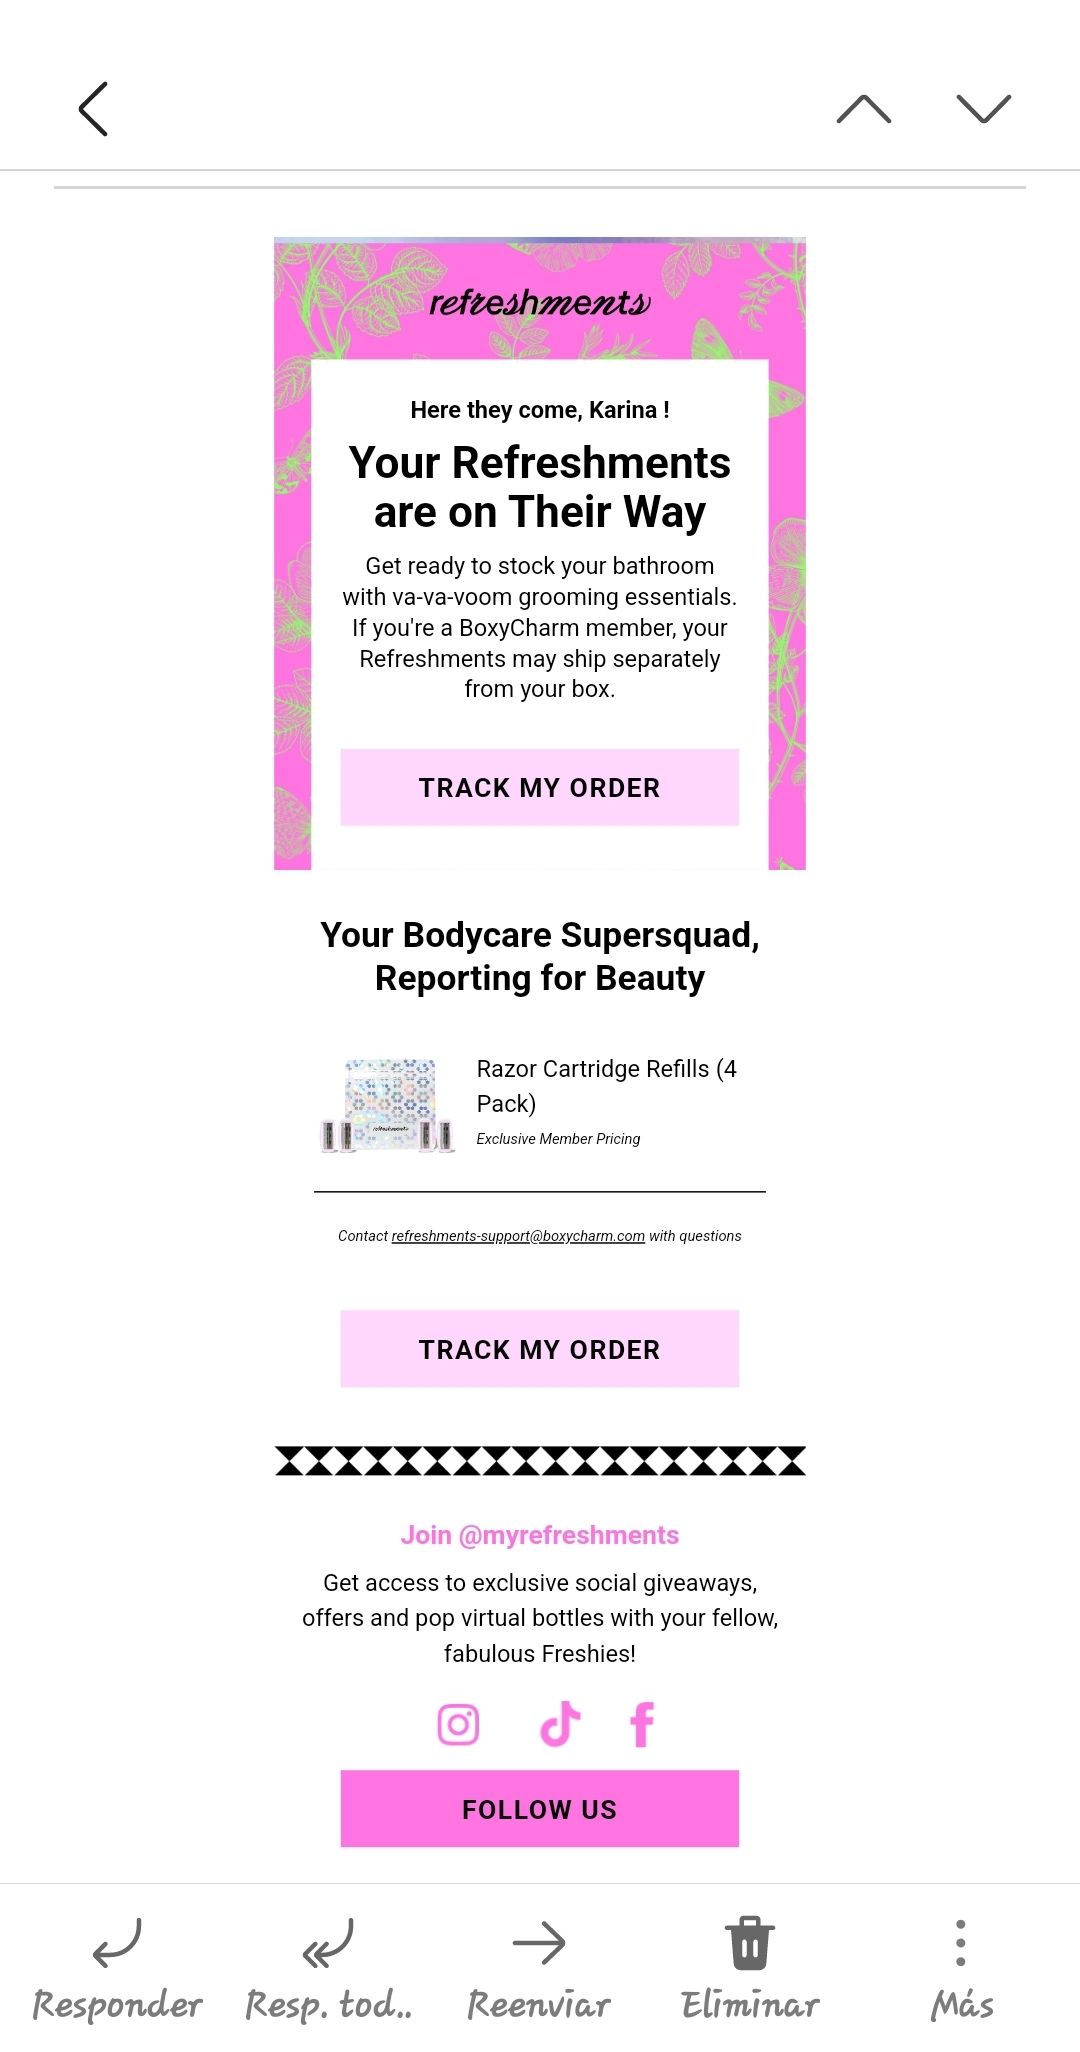 refreshments
Here they come, Karina !
Your Refreshments
are on Their Way
Get ready to stock your bathroom
with va-va-voom grooming essentials.
If you're a BoxyCharm member, your
Refreshments may ship separately
from your box.
TRACK MY ORDER
Your Bodycare Supersquad,
Reporting for Beauty
refreshments
Razor Cartridge Refills (4
Pack)
Exclusive Member Pricing
Contact refreshments-support@boxycharm.com with questions
TRACK MY ORDER
Join @myrefreshments
Get access to exclusive social giveaways,
offers and pop virtual bottles with your fellow,
fabulous Freshies!
FOLLOW US
Responder
Resp. tod..
Reenviar
Eliminar
Más